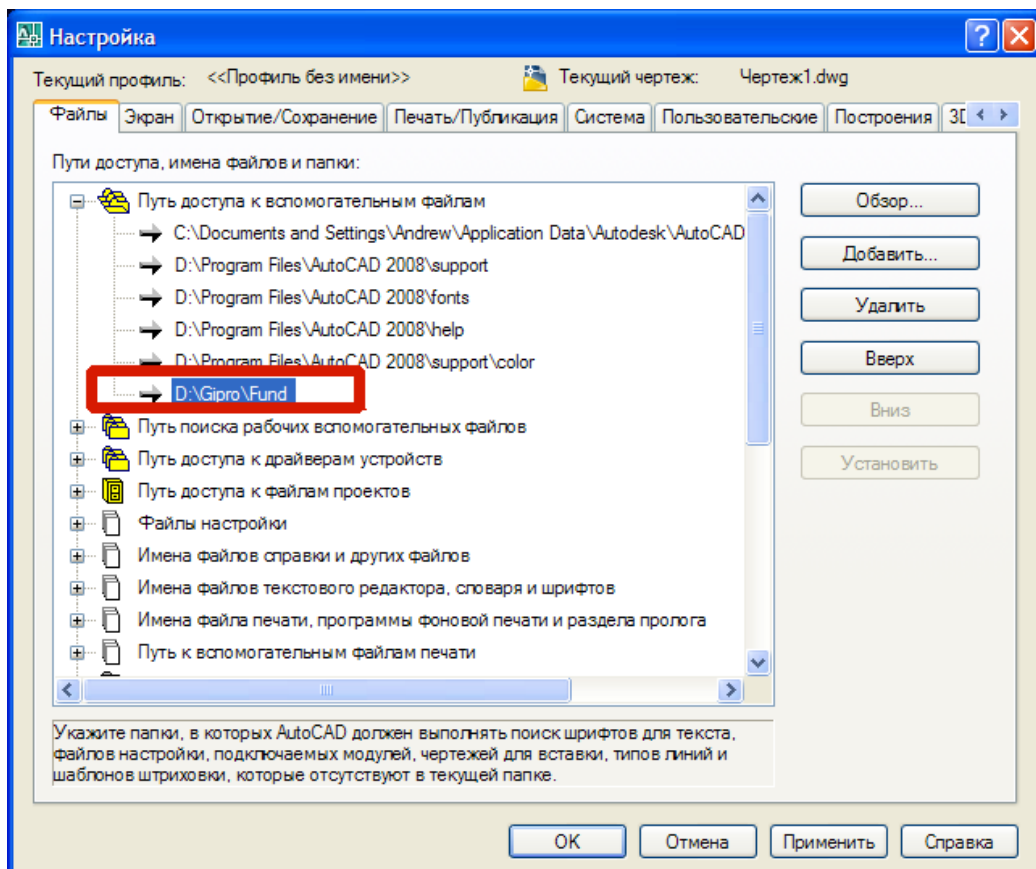 Настройка
Текущий профиль: <<Профиль без имени>> Текущий чертеж: Чертеж1.dwg
Файлы Экран Открытие/Сохранение Печать/Публикация Система Пользовательские Построения
Пути доступа, имена файлов и папки:
Путь доступа к вспомогательным файлам
C:\Documents and Settings\Andrew\Application Data\Autodesk\AutoCAD
D:\Program Files\AutoCAD 2008\support
D:\Program Files\AutoCAD 2008\fonts
D:\Program Files\AutoCAD 2008\help
D:\Program Files\AutoCAD 2008\support\color
D:\Gipro\Fund
Путь поиска рабочих вспомогательных файлов
Путь доступа к драйверам устройств
Путь доступа к файлам проектов
Файлы настройки
Имена файлов справки и других файлов
Имена файлов текстового редактора, словаря и шрифтов
Имена файла печати, программы фоновой печати и раздела пролога
Путь к вспомогательным файлам печати
Обзор...
Добавить...
Удалить
Вверх
Вниз
Установить
Укажите папки, в которых AutoCAD должен выполнять поиск шрифтов для текста,
файлов настройки, подключаемых модулей, чертежей для вставки, типов линий и
шаблонов штриховки, которые отсутствуют в текущей папке.
OK Отмена Применить Справка